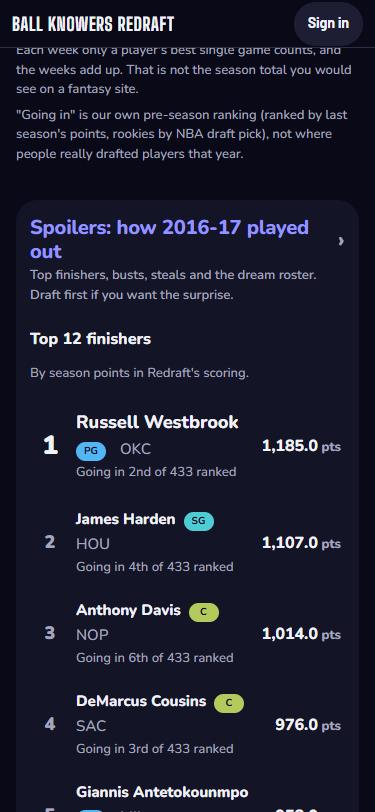 BALL KNOWERS REDRAFT
Sign in
Each week only a player's best single game counts, and
the weeks add up. That is not the season total you would
see on a fantasy site.
"Going in" is our own pre-season ranking (ranked by last
season's points, rookies by NBA draft pick), not where
people really drafted players that year.
Spoilers: how 2016-17 played
out
›
Top finishers, busts, steals and the dream roster.
Draft first if you want the surprise.
Top 12 finishers
By season points in Redraft's scoring.
1
Russell Westbrook
PG OKC
Going in 2nd of 433 ranked
1,185.0 pts
2
James Harden SG
HOU
Going in 4th of 433 ranked
1,107.0 pts
3
Anthony Davis C
NOP
Going in 6th of 433 ranked
1,014.0 pts
4
DeMarcus Cousins C
SAC
Going in 3rd of 433 ranked
976.0 pts
Giannis Antetokounmpo